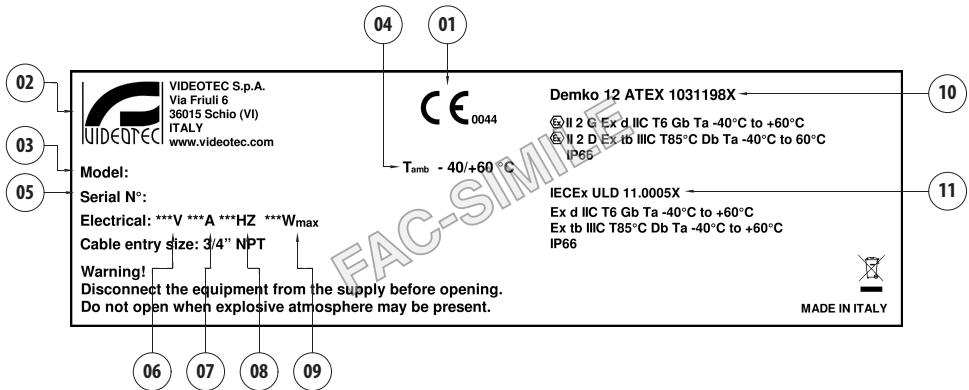 04
01
02
VIDEOTEC
VIDEOTEC S.p.A.
Via Friuli 6
36015 Schio (VI)
ITALY
www.videotec.com
CE 0044
Demko 12 ATEX 1031198X
10
Ex II 2 G Ex d IIC T6 Gb Ta -40°C to +60°C
Ex II 2 D Ex tb IIIC T85°C Db Ta -40°C to 60°C
IP66
03
Model:
Tamb - 40/+60 °C
05
Serial N°:
IECEx ULD 11.0005X
11
Electrical: ***V ***A ***HZ ***Wmax
Ex d IIC T6 Gb Ta -40°C to +60°C
Ex tb IIIC T85°C Db Ta -40°C to +60°C
IP66
Cable entry size: 3/4” NPT
Warning!
Disconnect the equipment from the supply before opening.
Do not open when explosive atmosphere may be present.
MADE IN ITALY
FAC-SIMILE
06
07
08
09